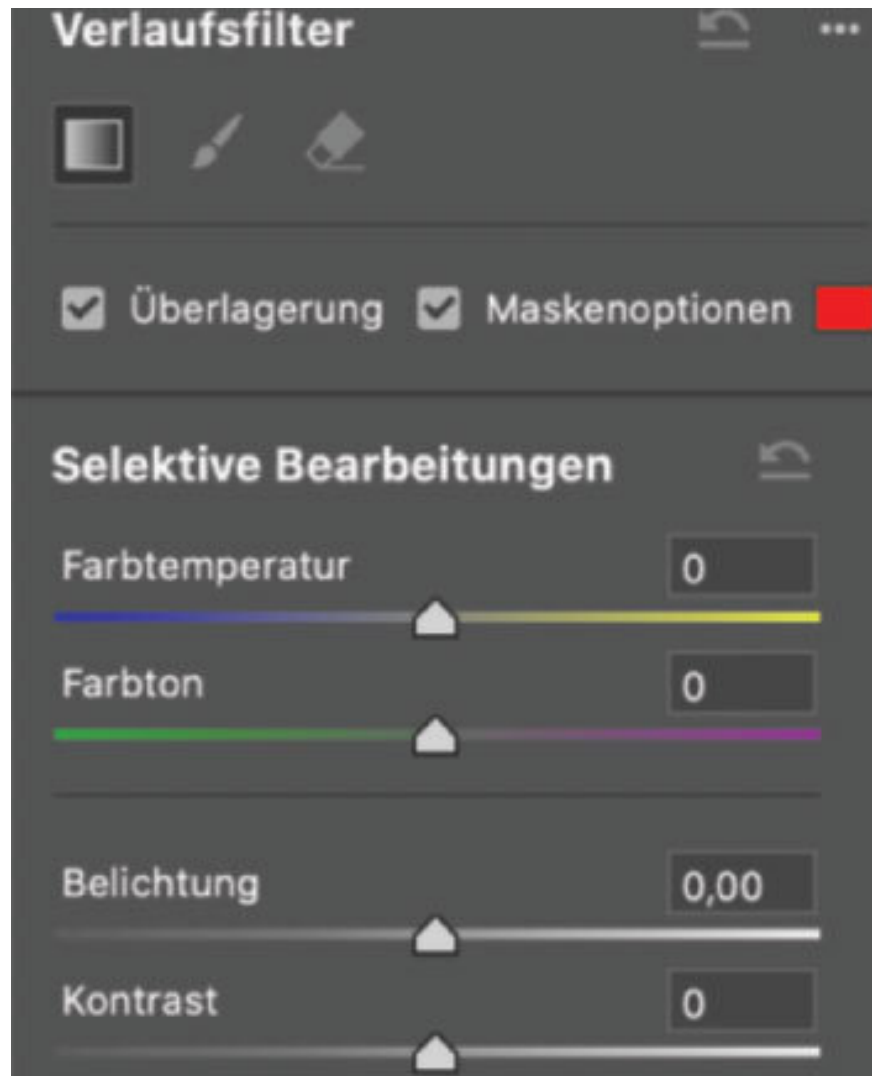 Verlaufsfilter
Überlagerung Maskenoptionen
Selektive Bearbeitungen
Farbtemperatur 0
Farbton 0
Belichtung 0,00
Kontrast 0